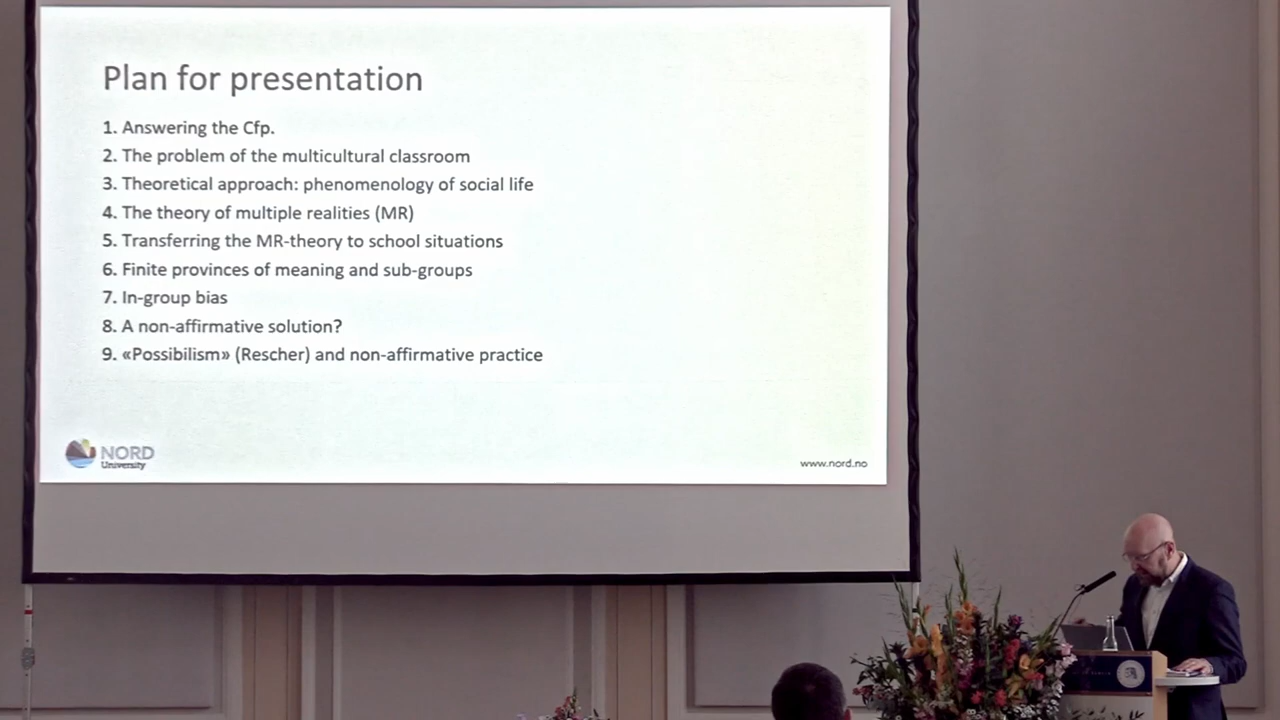 Plan for presentation
1. Answering the Cfp.
2. The problem of the multicultural classroom
3. Theoretical approach: phenomenology of social life
4. The theory of multiple realities (MR)
5. Transferring the MR-theory to school situations
6. Finite provinces of meaning and sub-groups
7. In-group bias
8. A non-affirmative solution?
9. «Possibilism» (Rescher) and non-affirmative practice
NORD
University
www.nord.no